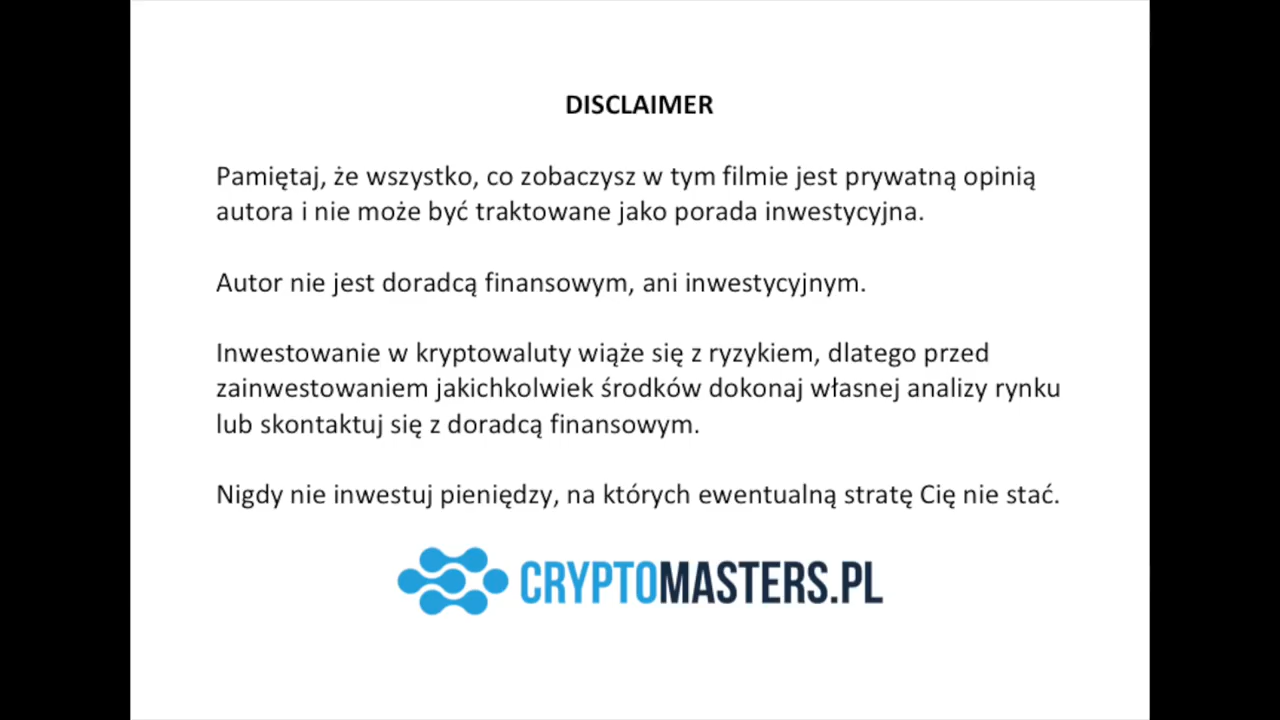 DISCLAIMER
Pamiętaj, że wszystko, co zobaczysz w tym filmie jest prywatną opinią
autora i nie może być traktowane jako porada inwestycyjna.
Autor nie jest doradcą finansowym, ani inwestycyjnym.
Inwestowanie w kryptowaluty wiąże się z ryzykiem, dlatego przed
zainwestowaniem jakichkolwiek środków dokonaj własnej analizy rynku
lub skontaktuj się z doradcą finansowym.
Nigdy nie inwestuj pieniędzy, na których ewentualną stratę Cię nie stać.
CRYPTOMASTERS.PL